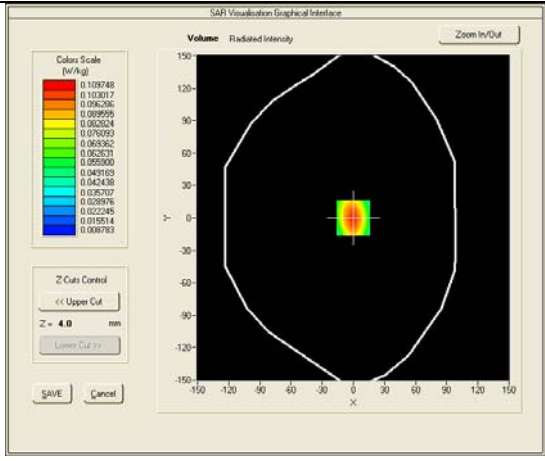 SAR Visualisation Graphical Interface
Volume Radiated Intensity
Zoom In/Out
Colors Scale
(W/kg)
0.109748
0.103017
0.096286
0.089555
0.082824
0.076093
0.069362
0.062631
0.055900
0.049169
0.042438
0.035707
0.028976
0.022245
0.015514
0.008783
Z Cuts Control
<< Upper Cut
Z = 4.0 mm
Lower Cut >>
SAVE
Cancel
150
120
90
60
30
0
-30
-60
-90
-120
-150
Y
-150 -120 -90 -60 -30 0 30 60 90 120 150
X